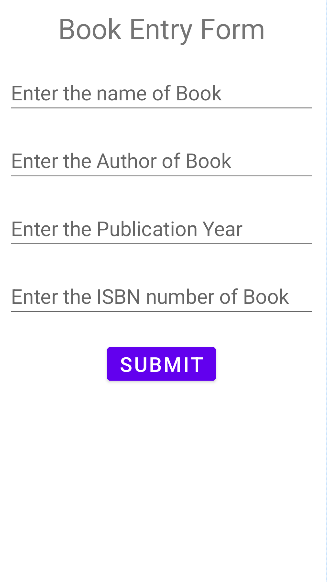 Book Entry Form
Enter the name of Book
Enter the Author of Book
Enter the Publication Year
Enter the ISBN number of Book
SUBMIT